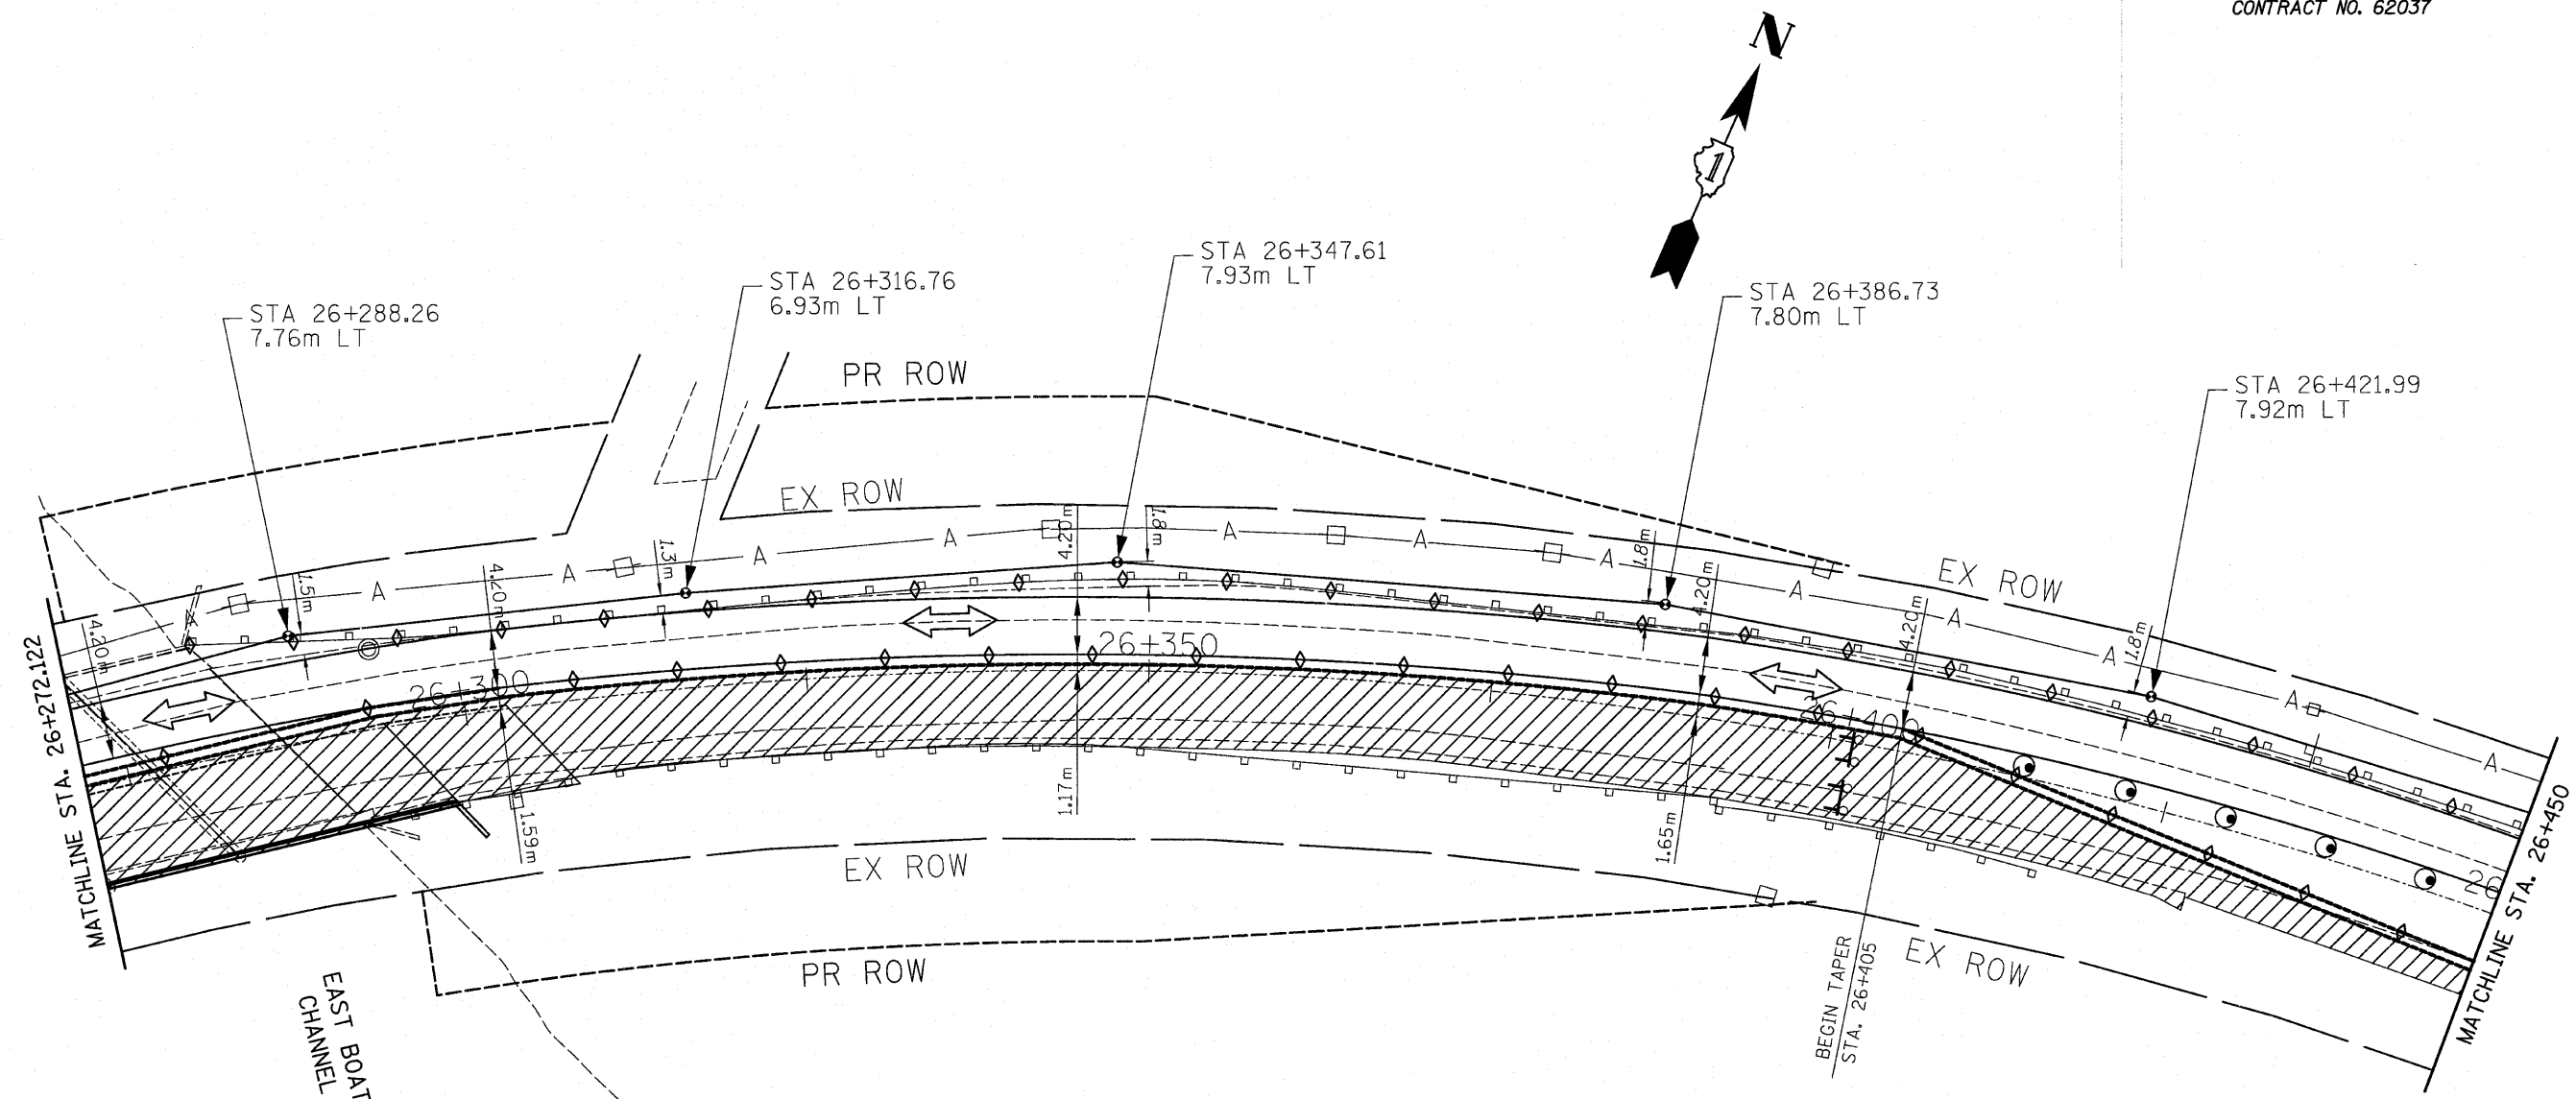 CONTRACT NO. 62037
N
1
STA 26+288.26
7.76m LT
STA 26+316.76
6.93m LT
STA 26+347.61
7.93m LT
STA 26+386.73
7.80m LT
STA 26+421.99
7.92m LT
PR ROW
EX ROW
EX ROW
A
A
A
A
A
A
A
A
A
A
A
A
1.5m
1.3m
4.20m
1.8m
1.8m
1.8m
4.20m
4.20m
4.20m
4.20m
26+300
26+350
26+400
26
1.59m
1.17m
1.65m
MATCHLINE STA. 26+272.122
MATCHLINE STA. 26+450
EX ROW
PR ROW
EX ROW
BEGIN TAPER
STA. 26+405
EAST BOAT
CHANNEL